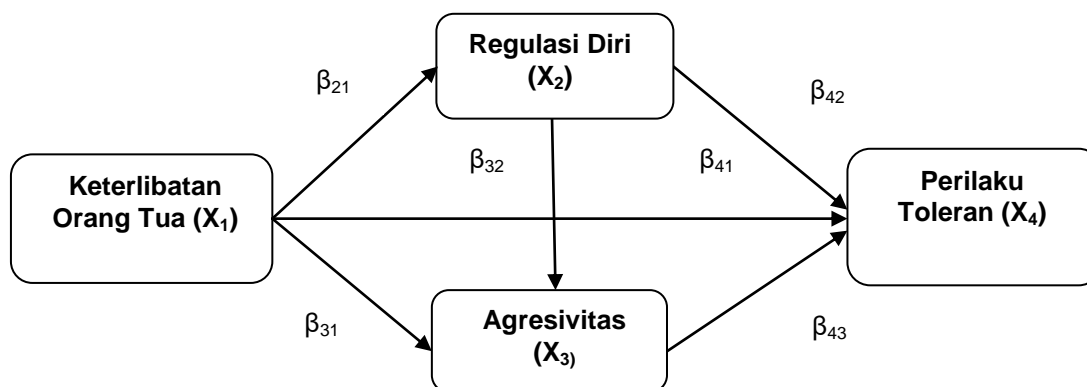 Regulasi Diri
(X₂)
β₂₁
β₄₂
β₃₂
β₄₁
Keterlibatan
Orang Tua (X₁)
Perilaku
Toleran (X₄)
β₃₁
Agresivitas
(X₃)
β₄₃